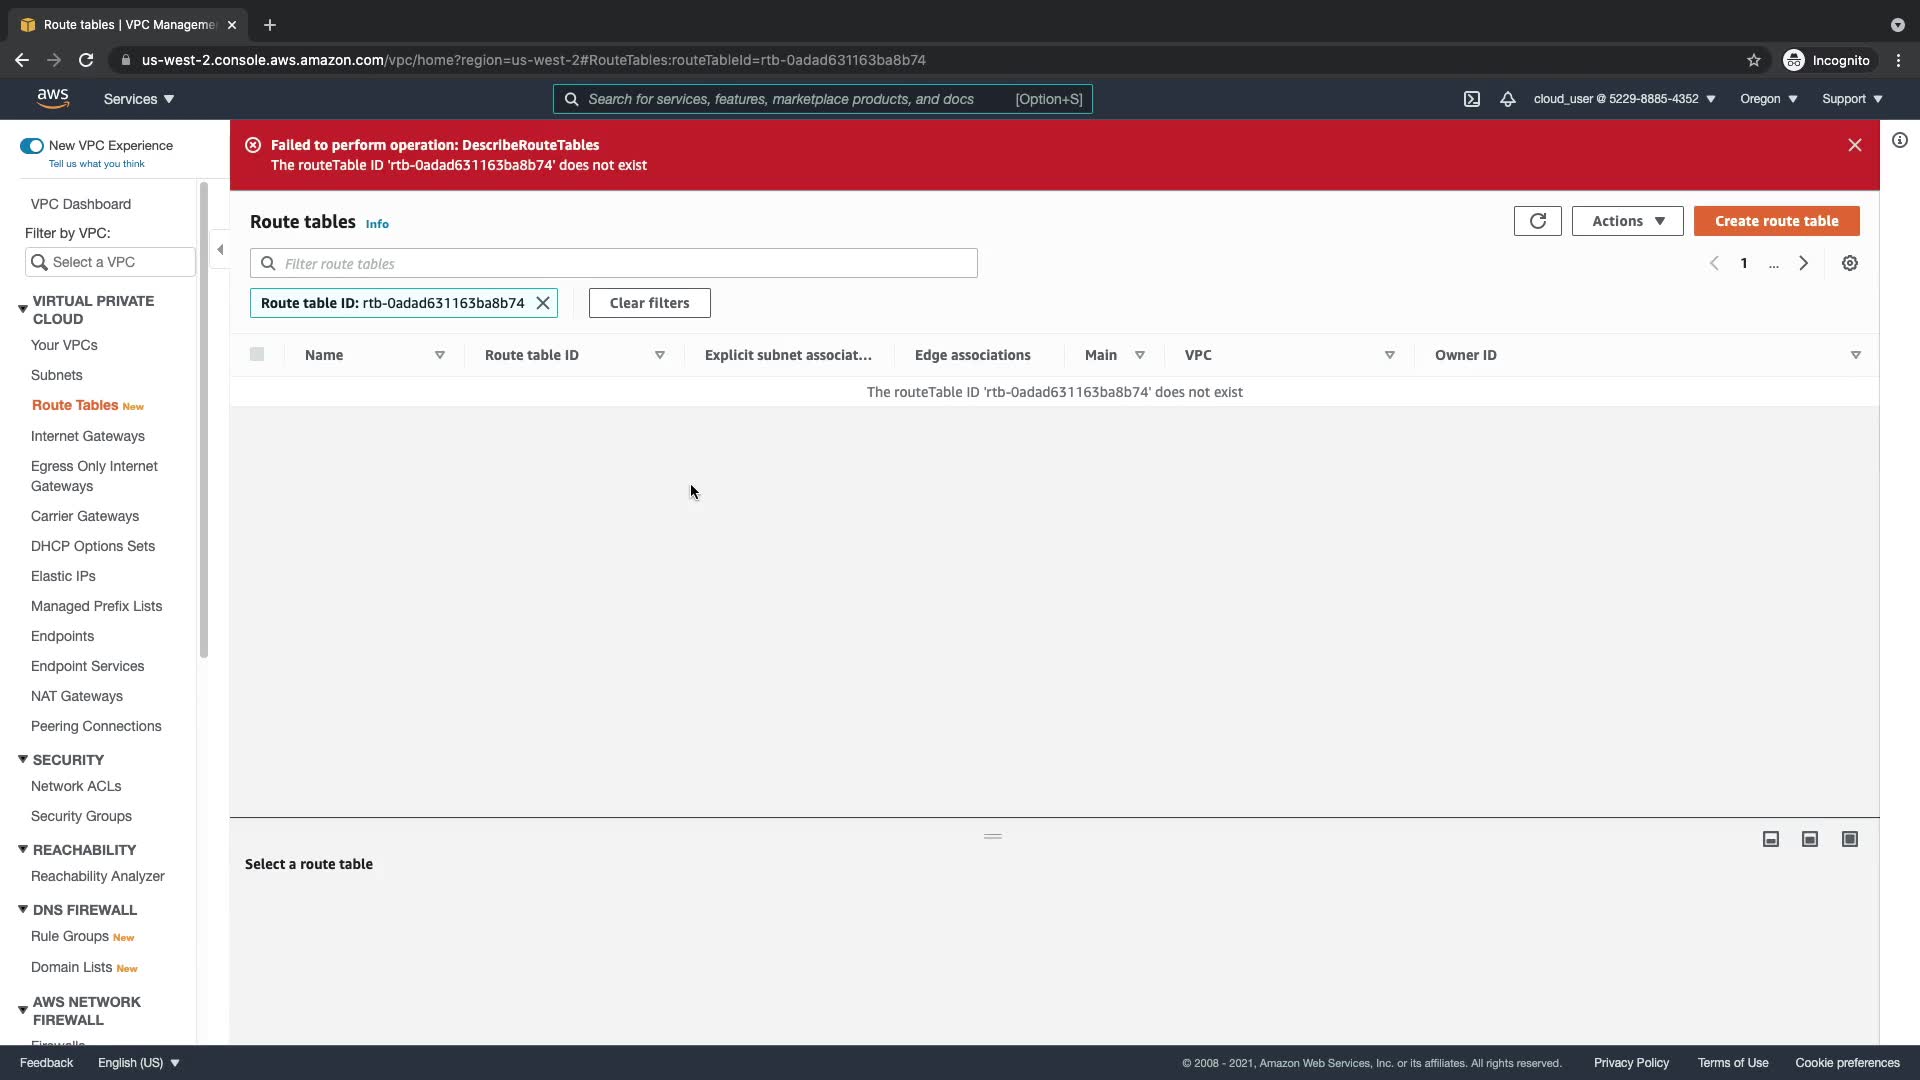 Route tables | VPC Manageme
us-west-2.console.aws.amazon.com/vpc/home?region=us-west-2#RouteTables:routeTableId=rtb-0adad631163ba8b74
Incognito
aws
Services
Search for services, features, marketplace products, and docs [Option+S]
cloud_user @ 5229-8885-4352
Oregon
Support
New VPC Experience
Tell us what you think
VPC Dashboard
Filter by VPC:
Select a VPC
VIRTUAL PRIVATE
CLOUD
Your VPCs
Subnets
Route Tables New
Internet Gateways
Egress Only Internet
Gateways
Carrier Gateways
DHCP Options Sets
Elastic IPs
Managed Prefix Lists
Endpoints
Endpoint Services
NAT Gateways
Peering Connections
SECURITY
Network ACLs
Security Groups
REACHABILITY
Reachability Analyzer
DNS FIREWALL
Rule Groups New
Domain Lists New
AWS NETWORK
FIREWALL
Firewalls
Failed to perform operation: DescribeRouteTables
The routeTable ID 'rtb-0adad631163ba8b74' does not exist
Route tables Info
Actions
Create route table
Filter route tables
1 ...
Route table ID: rtb-0adad631163ba8b74
Clear filters
Name
Route table ID
Explicit subnet associat...
Edge associations
Main
VPC
Owner ID
The routeTable ID 'rtb-0adad631163ba8b74' does not exist
Select a route table
Feedback
English (US)
© 2008 - 2021, Amazon Web Services, Inc. or its affiliates. All rights reserved.
Privacy Policy
Terms of Use
Cookie preferences